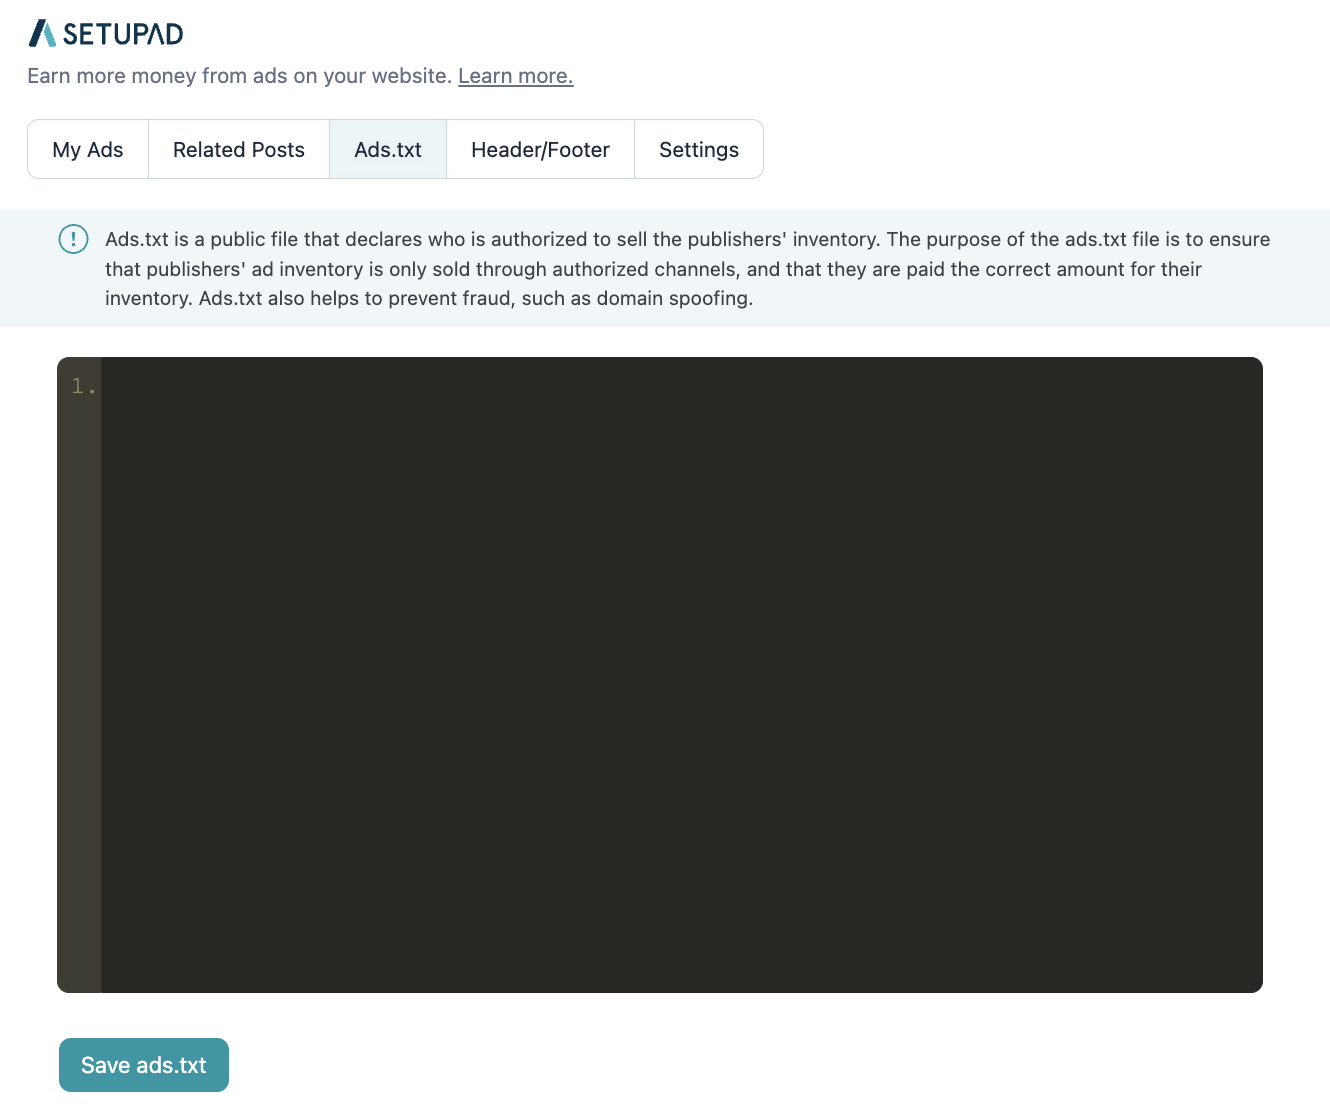 SETUPAD
Earn more money from ads on your website. Learn more.
My Ads
Related Posts
Ads.txt
Header/Footer
Settings
Ads.txt is a public file that declares who is authorized to sell the publishers' inventory. The purpose of the ads.txt file is to ensure
that publishers' ad inventory is only sold through authorized channels, and that they are paid the correct amount for their
inventory. Ads.txt also helps to prevent fraud, such as domain spoofing.
1.
Save ads.txt